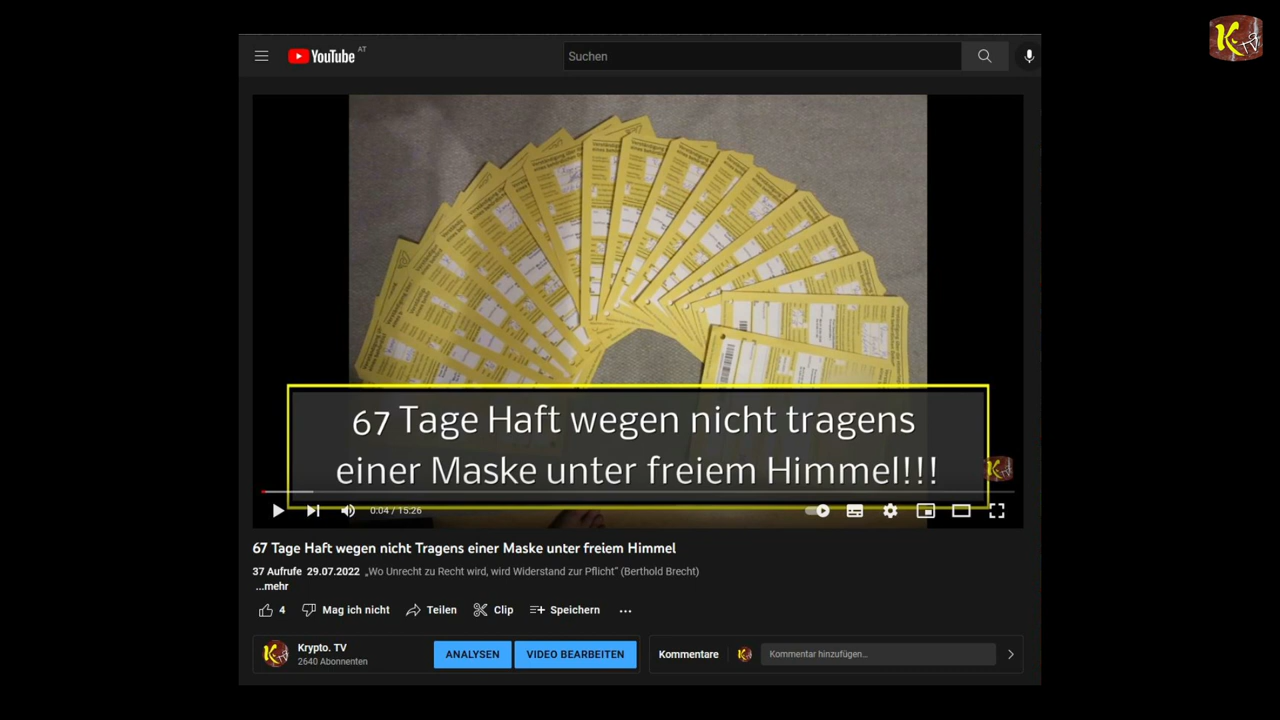 YouTube AT
Suchen
67 Tage Haft wegen nicht tragens
einer Maske unter freiem Himmel!!!
0:04 / 15:26
67 Tage Haft wegen nicht Tragens einer Maske unter freiem Himmel
37 Aufrufe 29.07.2022 „Wo Unrecht zu Recht wird, wird Widerstand zur Pflicht“ (Berthold Brecht)
...mehr
4 Mag ich nicht Teilen Clip Speichern ...
Krypto. TV
2640 Abonnenten
ANALYSEN VIDEO BEARBEITEN
Kommentare Kommentar hinzufügen...